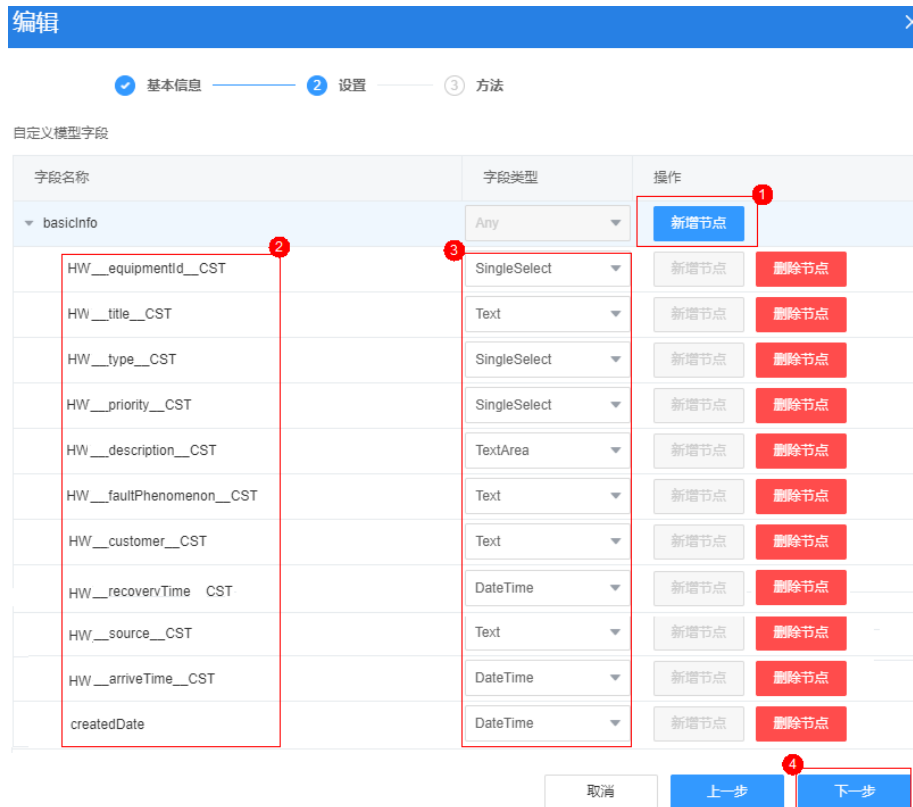 编辑 ×
基本信息 2 设置 3 方法
自定义模型字段
字段名称 字段类型 操作
1
basicInfo Any 新增节点
2 3
HW__equipmentId__CST SingleSelect 新增节点 删除节点
HW__title__CST Text 新增节点 删除节点
HW__type__CST SingleSelect 新增节点 删除节点
HW__priority__CST SingleSelect 新增节点 删除节点
HW__description__CST TextArea 新增节点 删除节点
HW__faultPhenomenon__CST Text 新增节点 删除节点
HW__customer__CST Text 新增节点 删除节点
HW__recoveryTime CST DateTime 新增节点 删除节点
HW__source__CST Text 新增节点 删除节点
HW__arriveTime__CST DateTime 新增节点 删除节点
createdDate DateTime 新增节点 删除节点
4
取消 上一步 下一步